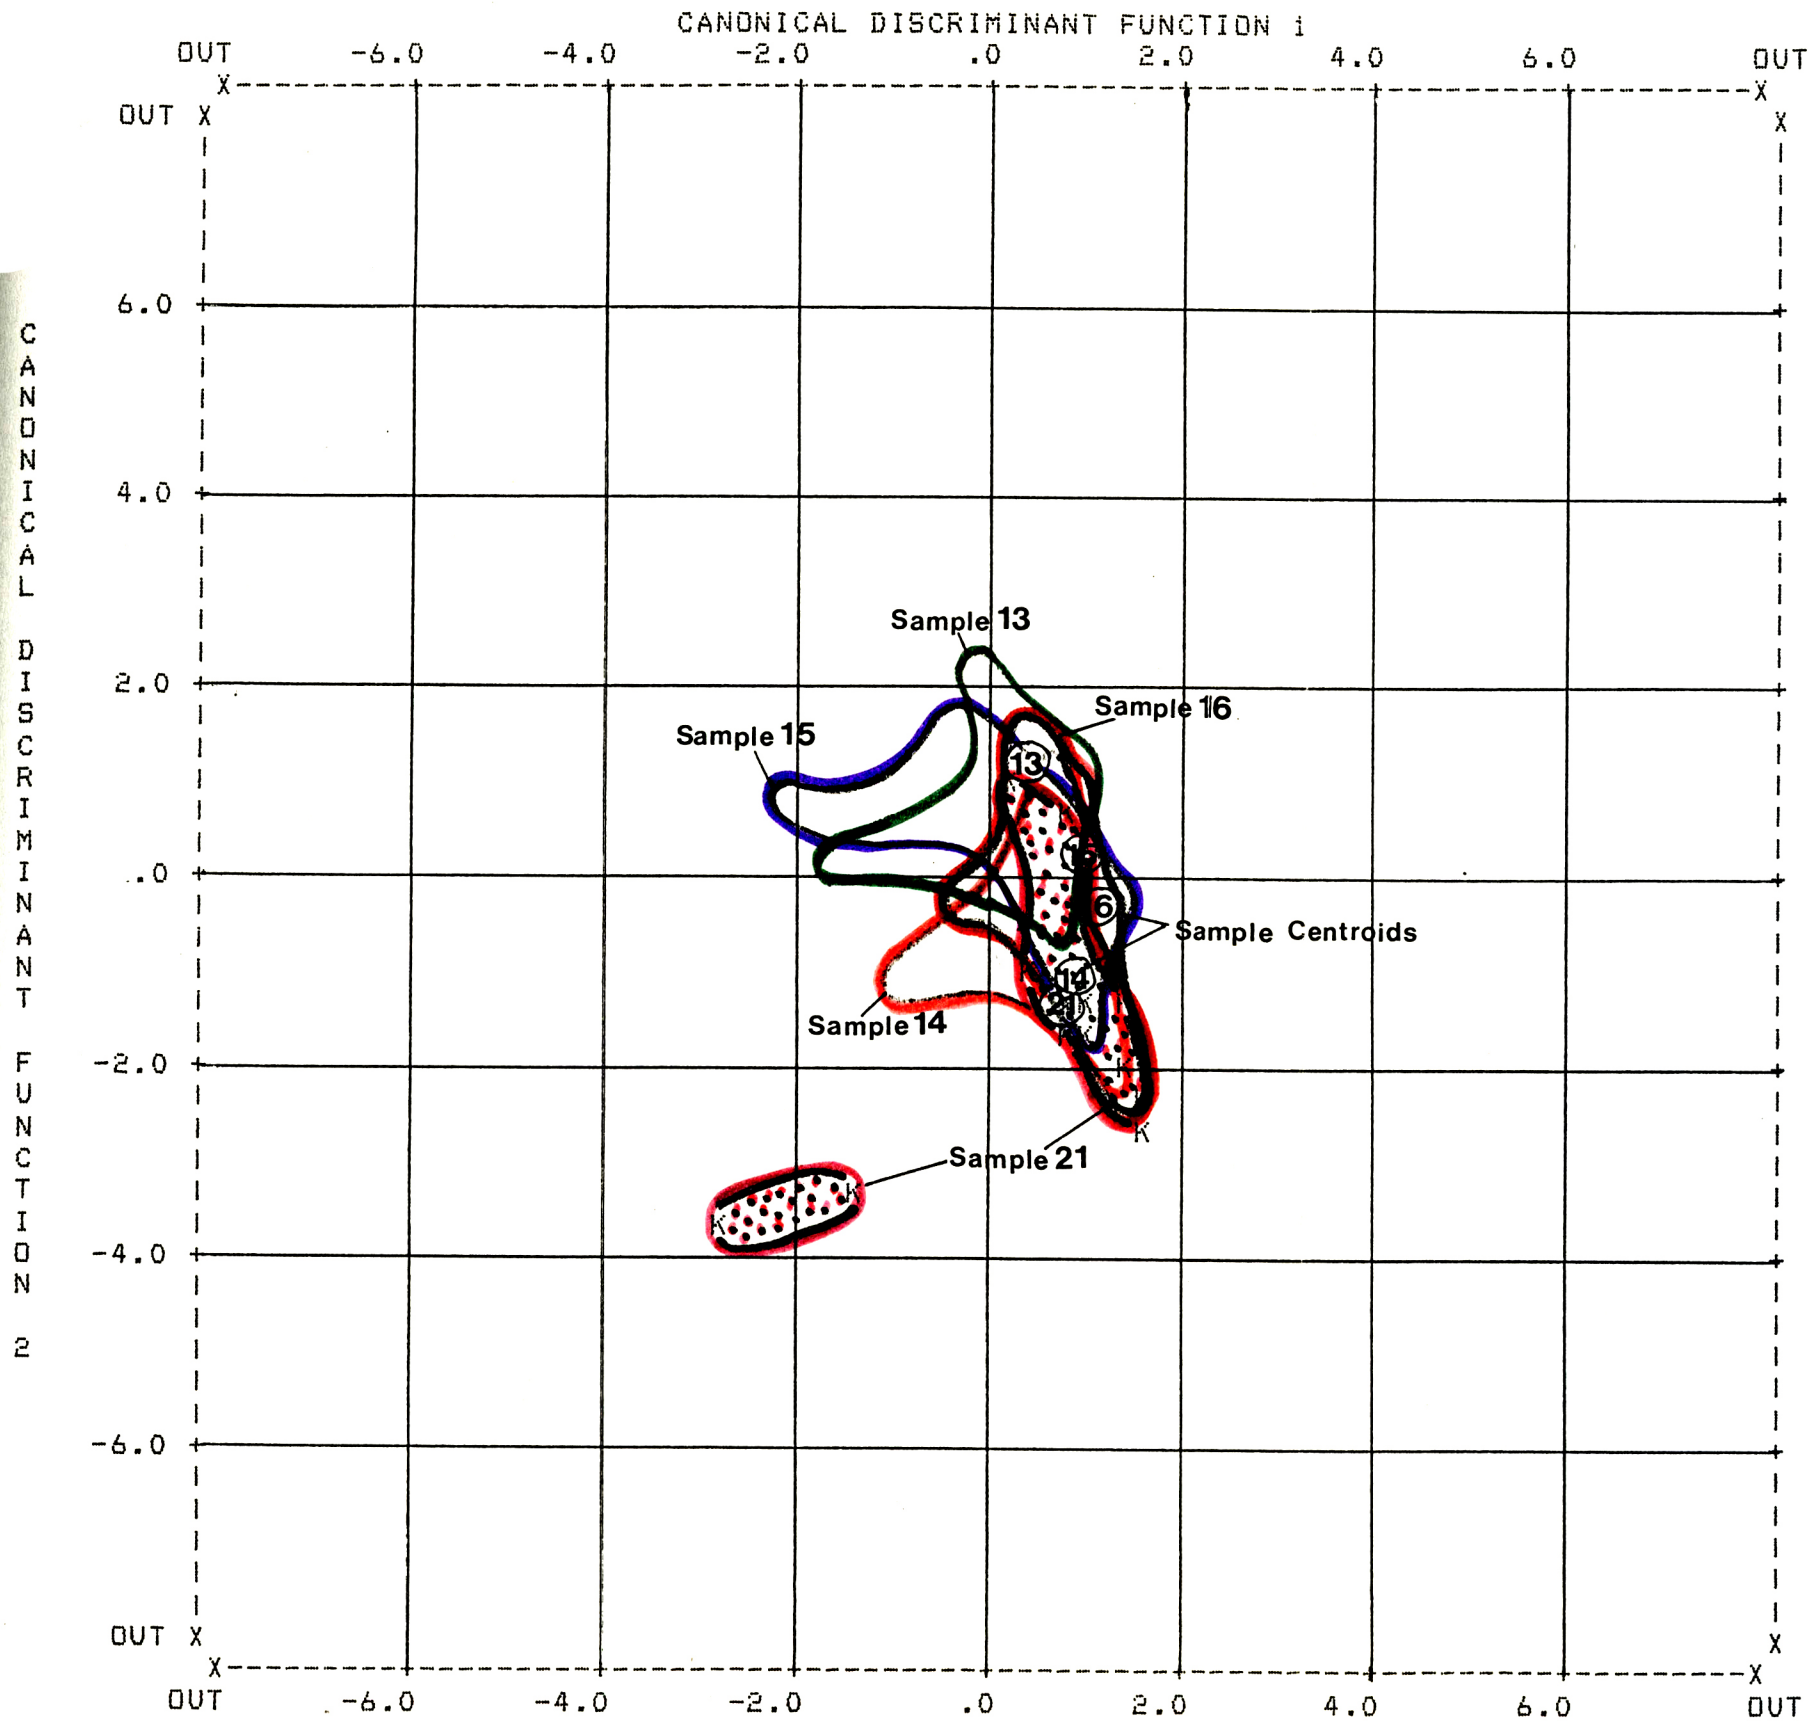 CANONICAL DISCRIMINANT FUNCTION 1
OUT -6.0 -4.0 -2.0 .0 2.0 4.0 6.0 OUT
X X
OUT X X
6.0
4.0
2.0
.0
-2.0
-4.0
-6.0
OUT X X
X X
OUT -6.0 -4.0 -2.0 .0 2.0 4.0 6.0 OUT
CANONICAL DISCRIMINANT FUNCTION 2
Sample 13
Sample 16
Sample 15
13
6
Sample Centroids
14
21
Sample 14
K
K
Sample 21
K
K